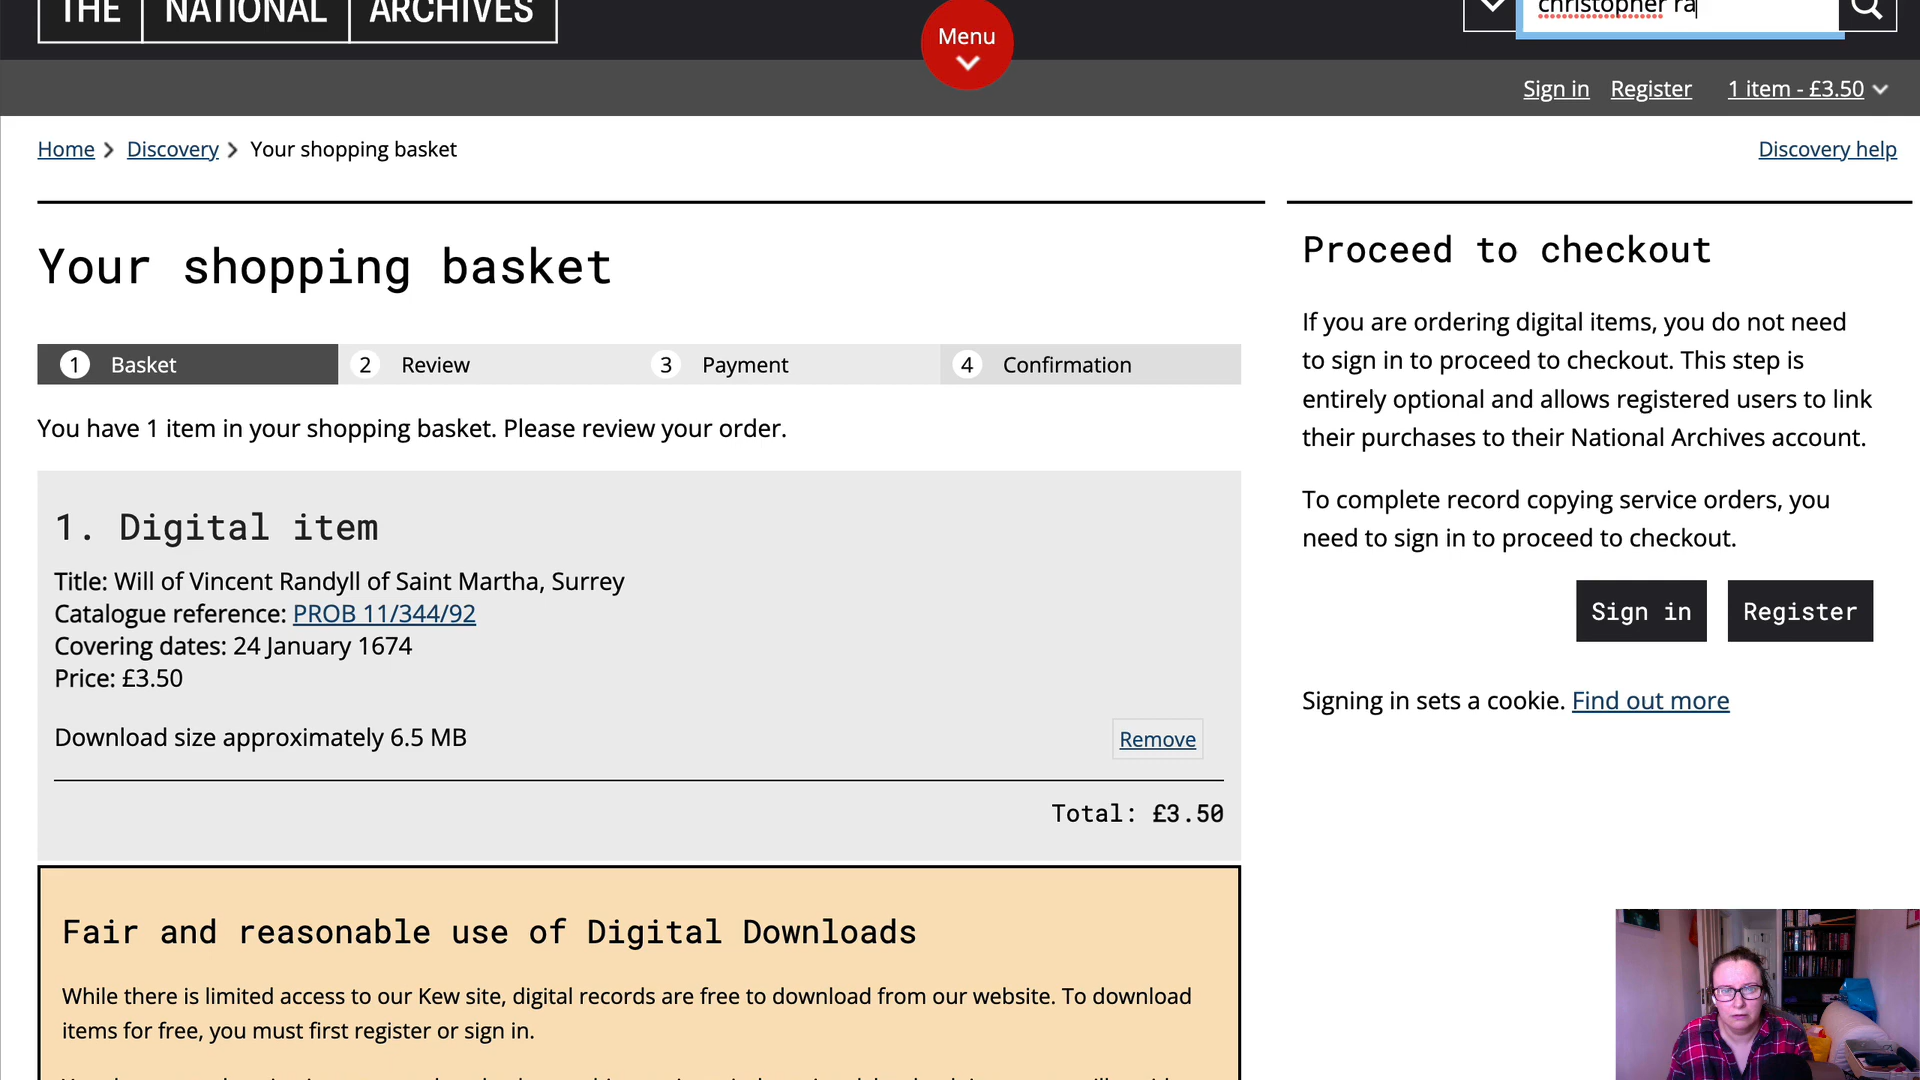 THE NATIONAL ARCHIVES
Menu
christopher ra
Sign in Register 1 item - £3.50
Home Discovery Your shopping basket
Discovery help
Your shopping basket
1 Basket 2 Review 3 Payment 4 Confirmation
You have 1 item in your shopping basket. Please review your order.
1. Digital item
Title: Will of Vincent Randyll of Saint Martha, Surrey
Catalogue reference: PROB 11/344/92
Covering dates: 24 January 1674
Price: £3.50
Download size approximately 6.5 MB
Remove
Total: £3.50
Fair and reasonable use of Digital Downloads
While there is limited access to our Kew site, digital records are free to download from our website. To download
items for free, you must first register or sign in.
Proceed to checkout
If you are ordering digital items, you do not need
to sign in to proceed to checkout. This step is
entirely optional and allows registered users to link
their purchases to their National Archives account.
To complete record copying service orders, you
need to sign in to proceed to checkout.
Sign in Register
Signing in sets a cookie. Find out more